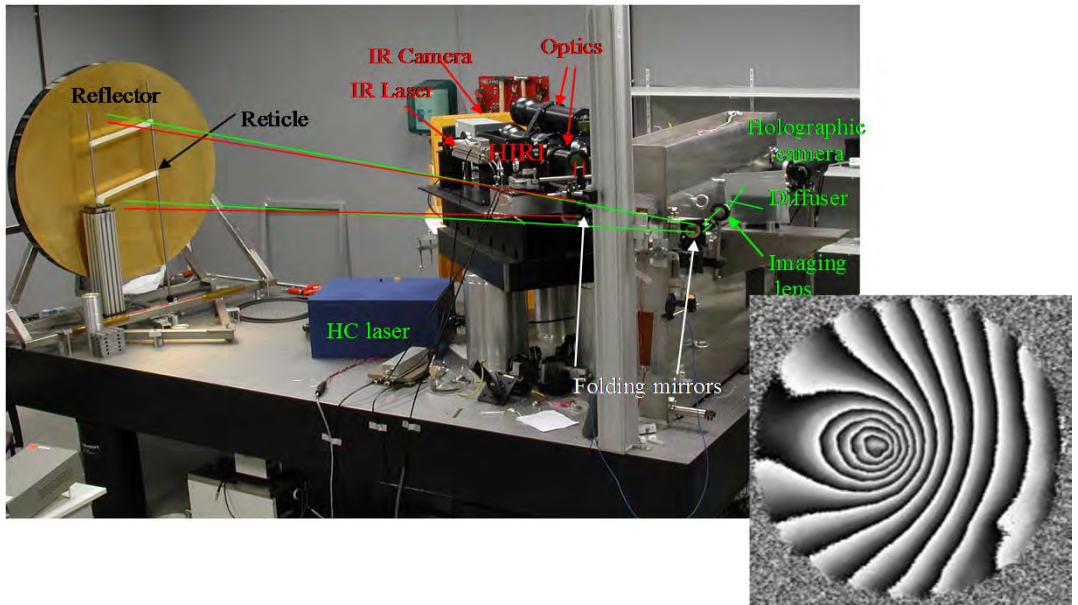 IR Camera
Optics
IR Laser
Reflector
Reticle
HIRI
Holographic
camera
Diffuser
Imaging
lens
HC laser
Folding mirrors